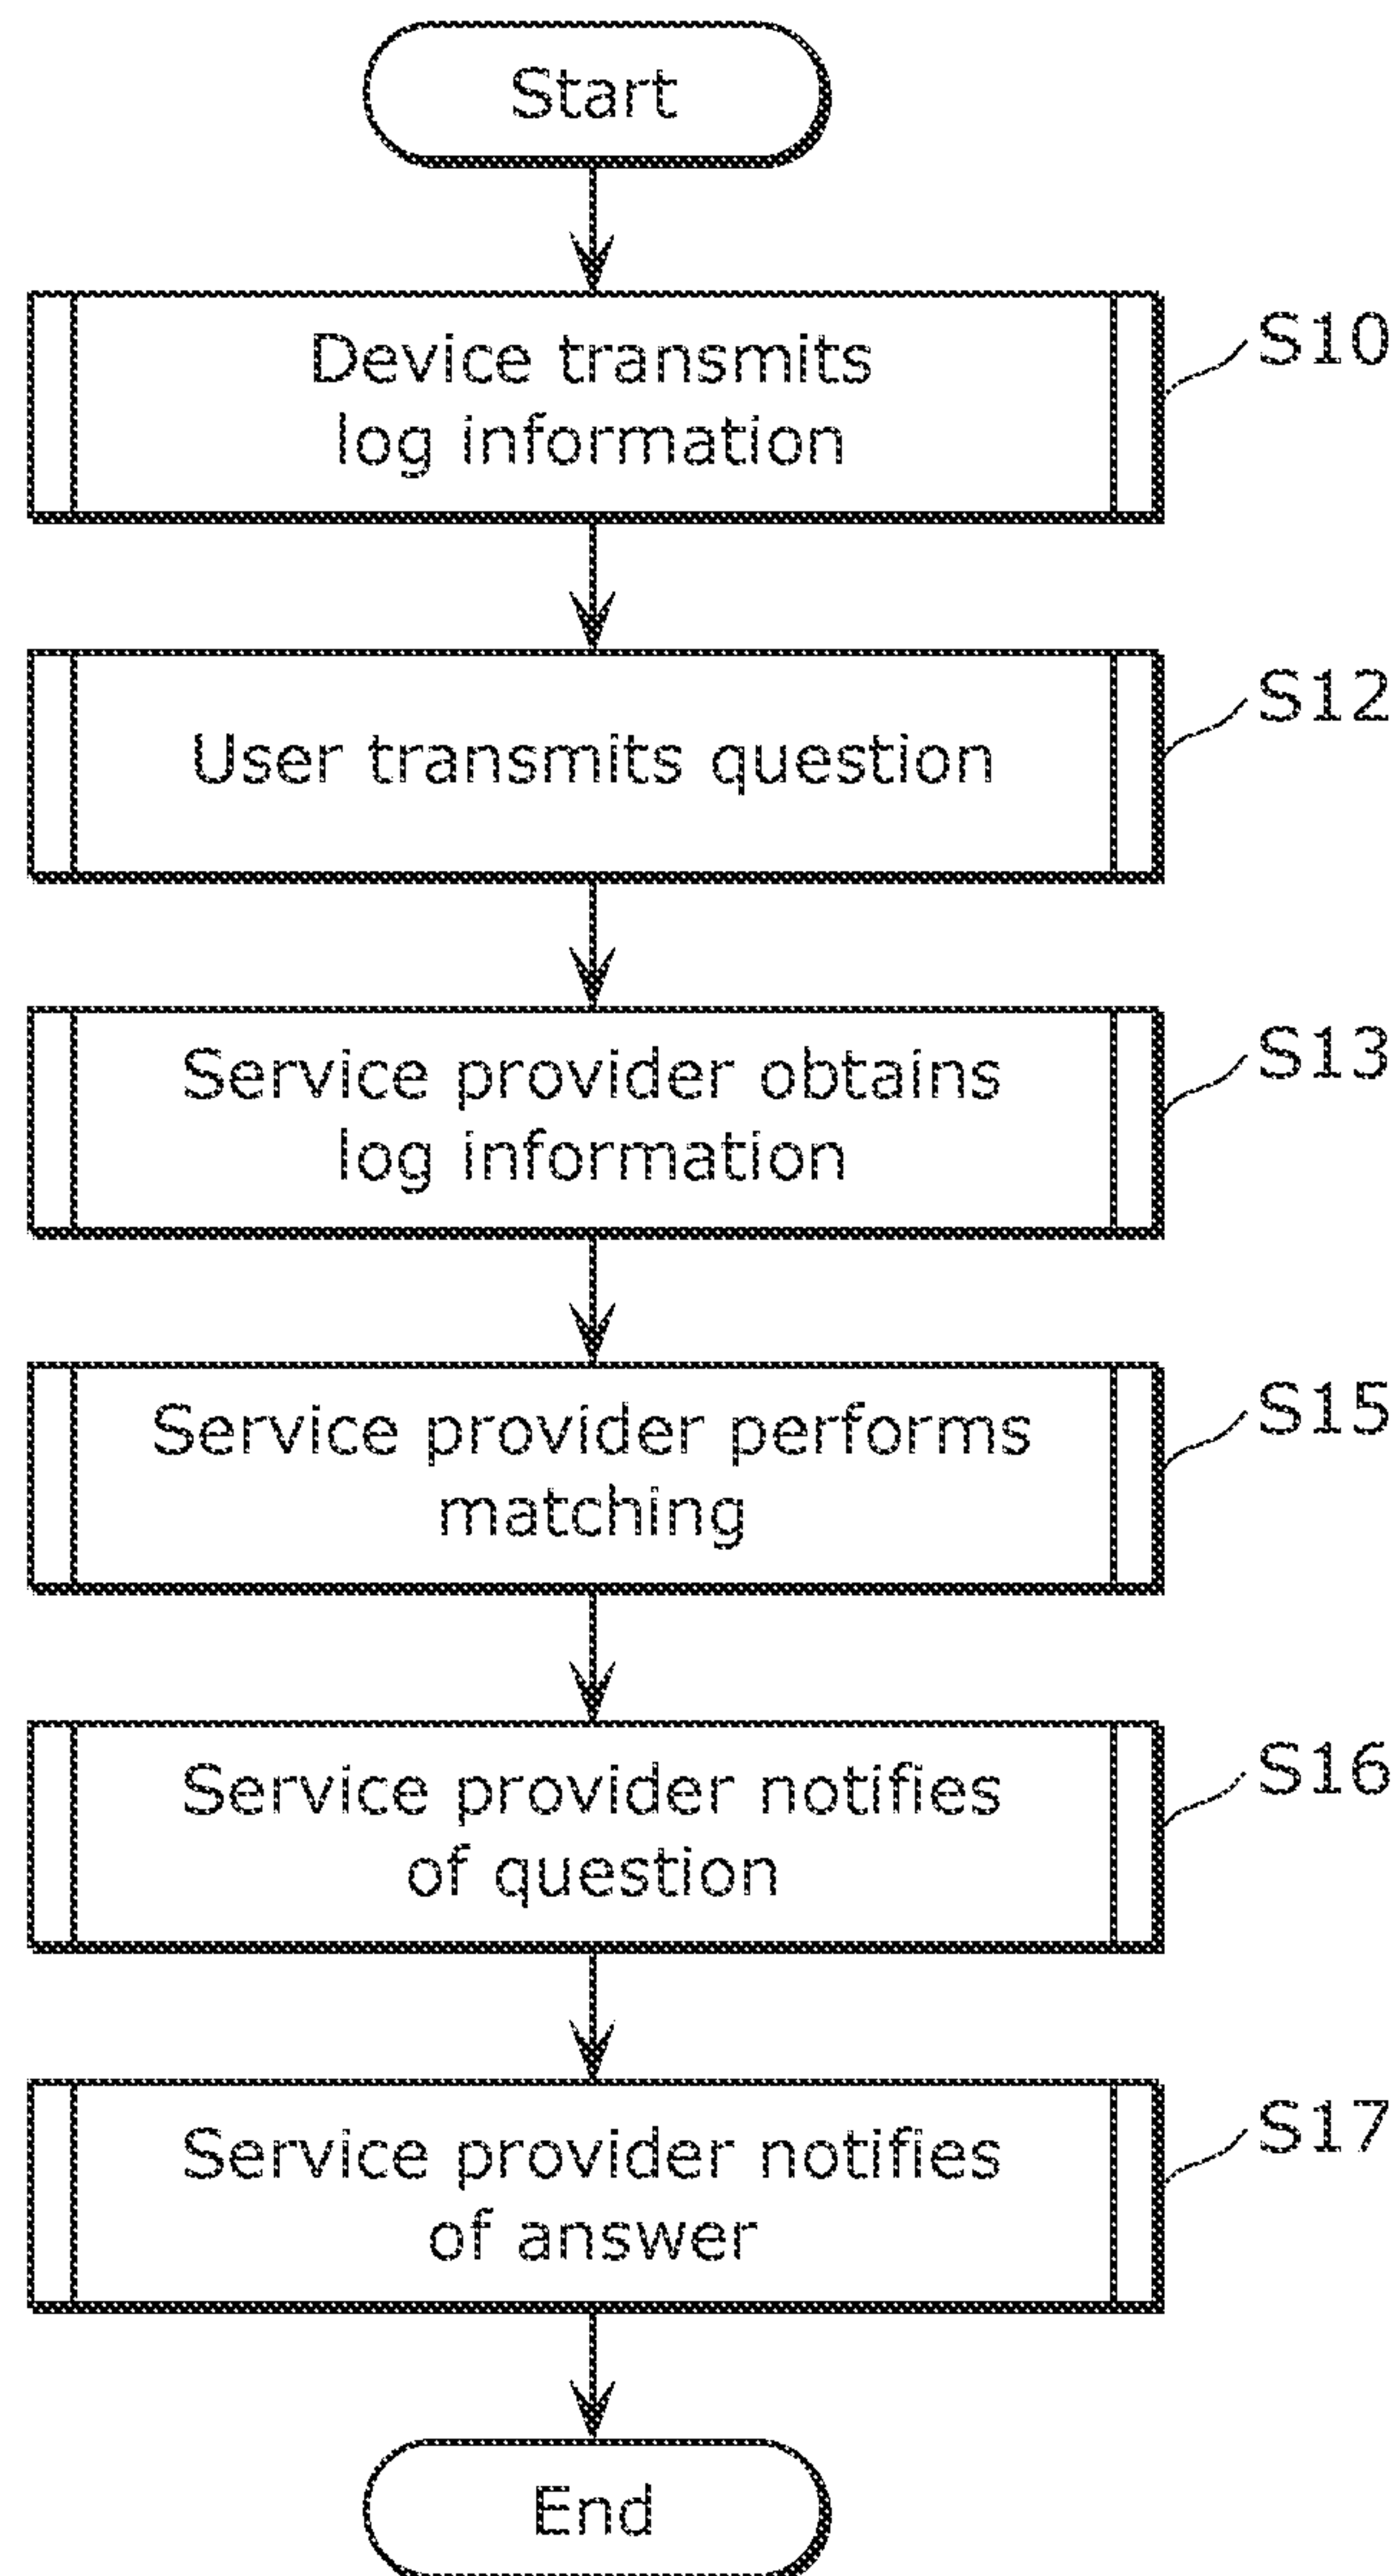 Start
Device transmits
log information
S10
User transmits question
S12
Service provider obtains
log information
S13
Service provider performs
matching
S15
Service provider notifies
of question
S16
Service provider notifies
of answer
S17
End